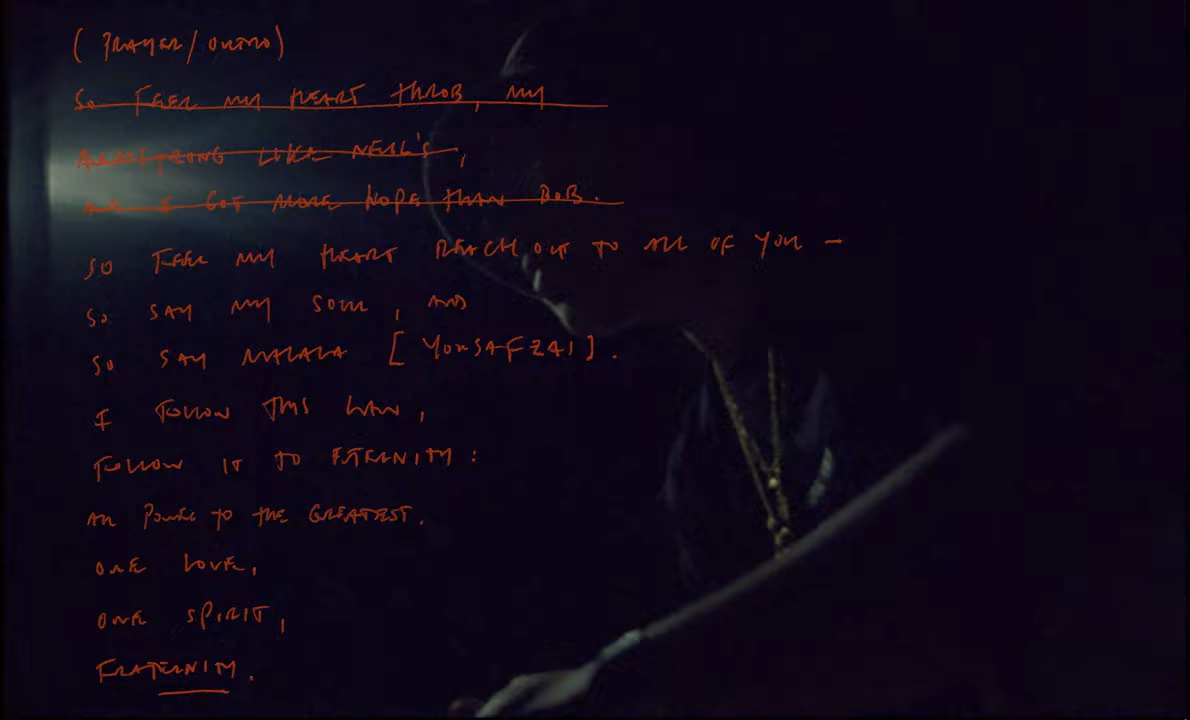 ( PRAYER / OUTRO )
SO FEEL MY HEART THROB, MY
ARMSTRONG LIKE NEIL'S,
AND I GOT MORE HOPE THAN BOB.
SO FEEL MY HEART REACH OUT TO ALL OF YOU —
SO SAY MY SOUL, AND
SO SAY MALALA [ YOUSAFZAI ].
I FOLLOW THIS LAW,
FOLLOW IT TO ETERNITY :
ALL POWER TO THE GREATEST.
ONE LOVE,
ONE SPIRIT,
FRATERNITY.